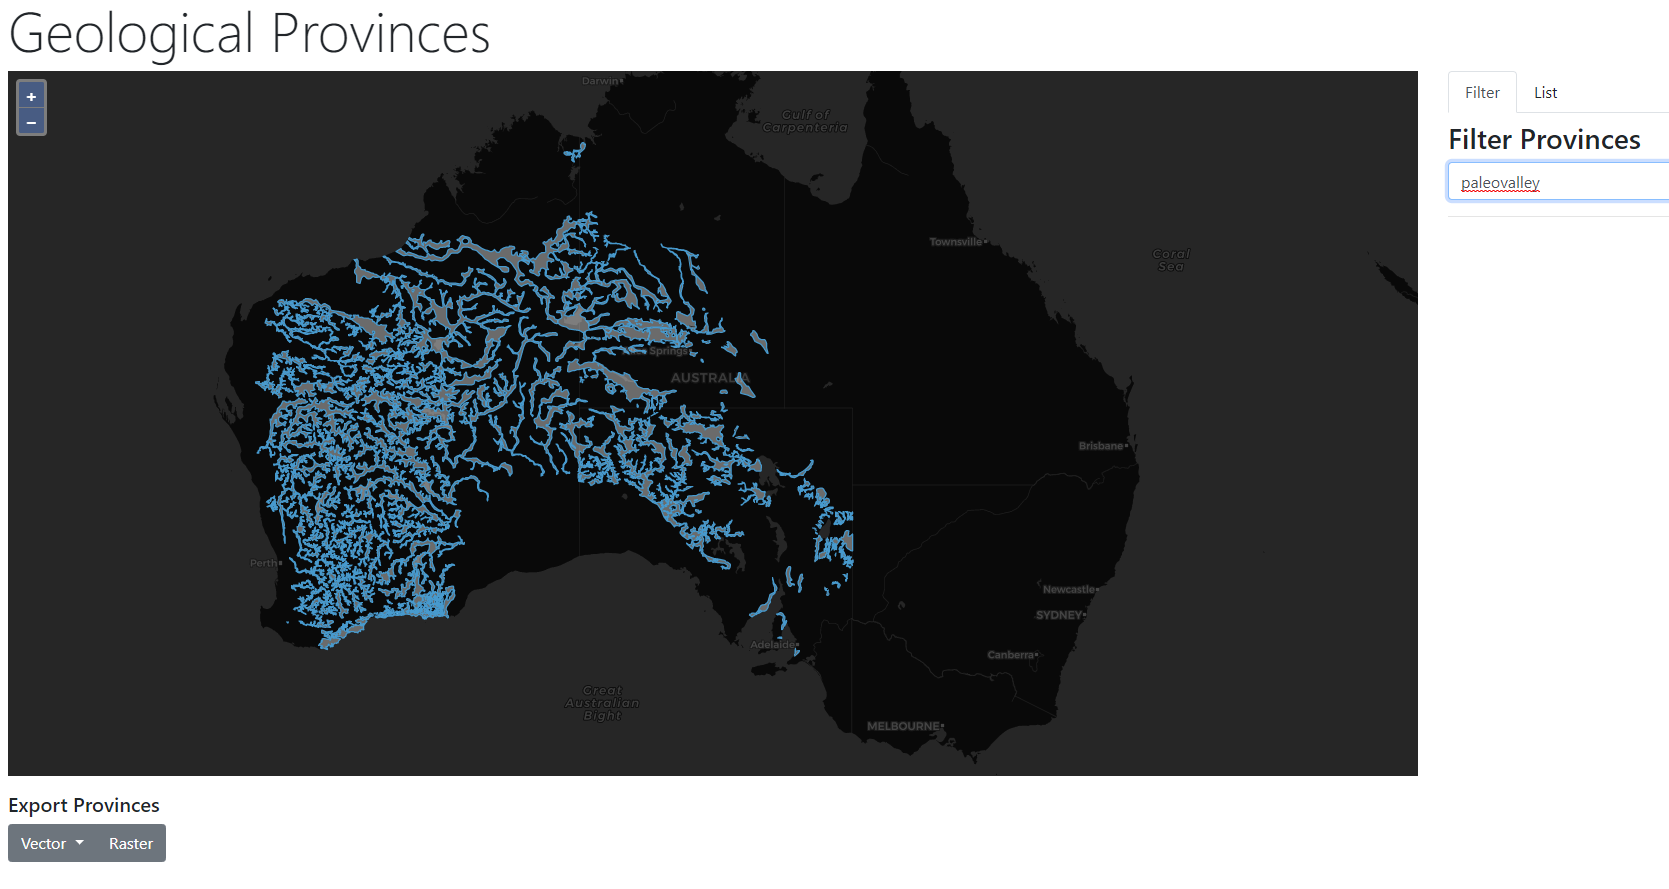 Geological Provinces
+
−
Darwin
Gulf of
Carpenteria
Townsville
Coral
Sea
Springs
AUSTRALIA
Brisbane
Perth
Newcastle
SYDNEY
Adelaide
Canberra
Great
Australian
Bight
MELBOURNE
Filter
List
Filter Provinces
paleovalley
Export Provinces
Vector
Raster